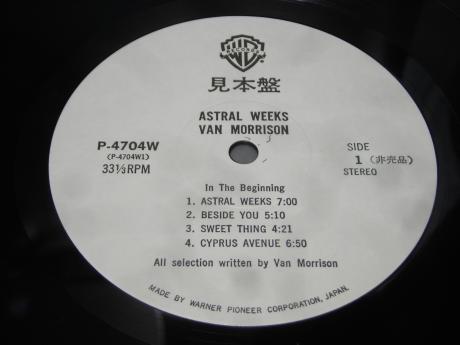 RECORDS
見本盤
ASTRAL WEEKS
VAN MORRISON
P-4704W
(P-4704W1)
33⅓RPM
SIDE
1 (非売品)
STEREO
In The Beginning
1. ASTRAL WEEKS 7:00
2. BESIDE YOU 5:10
3. SWEET THING 4:21
4. CYPRUS AVENUE 6:50
All selection written by Van Morrison
MADE BY WARNER PIONEER CORPORATION, JAPAN.